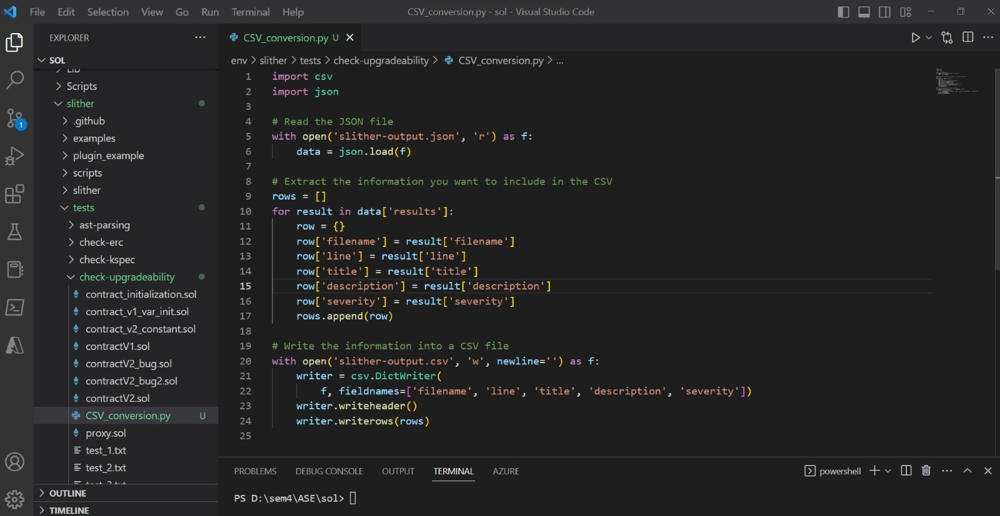 File Edit Selection View Go Run Terminal Help
CSV_conversion.py - sol - Visual Studio Code
EXPLORER
SOL
Lib
Scripts
slither
.github
examples
plugin_example
scripts
slither
tests
ast-parsing
check-erc
check-kspec
check-upgradeability
contract_initialization.sol
contract_v1_var_init.sol
contract_v2_constant.sol
contractV1.sol
contractV2_bug.sol
contractV2_bug2.sol
contractV2.sol
CSV_conversion.py U
proxy.sol
test_1.txt
test_2.txt
OUTLINE
TIMELINE
1
CSV_conversion.py U
env > slither > tests > check-upgradeability > CSV_conversion.py > ...
1 import csv
2 import json
3
4 # Read the JSON file
5 with open('slither-output.json', 'r') as f:
6     data = json.load(f)
7
8 # Extract the information you want to include in the CSV
9 rows = []
10 for result in data['results']:
11     row = {}
12     row['filename'] = result['filename']
13     row['line'] = result['line']
14     row['title'] = result['title']
15     row['description'] = result['description']
16     row['severity'] = result['severity']
17     rows.append(row)
18
19 # Write the information into a CSV file
20 with open('slither-output.csv', 'w', newline='') as f:
21     writer = csv.DictWriter(
22         f, fieldnames=['filename', 'line', 'title', 'description', 'severity'])
23     writer.writeheader()
24     writer.writerows(rows)
25
PROBLEMS DEBUG CONSOLE OUTPUT TERMINAL AZURE
powershell
PS D:\sem4\ASE\sol>